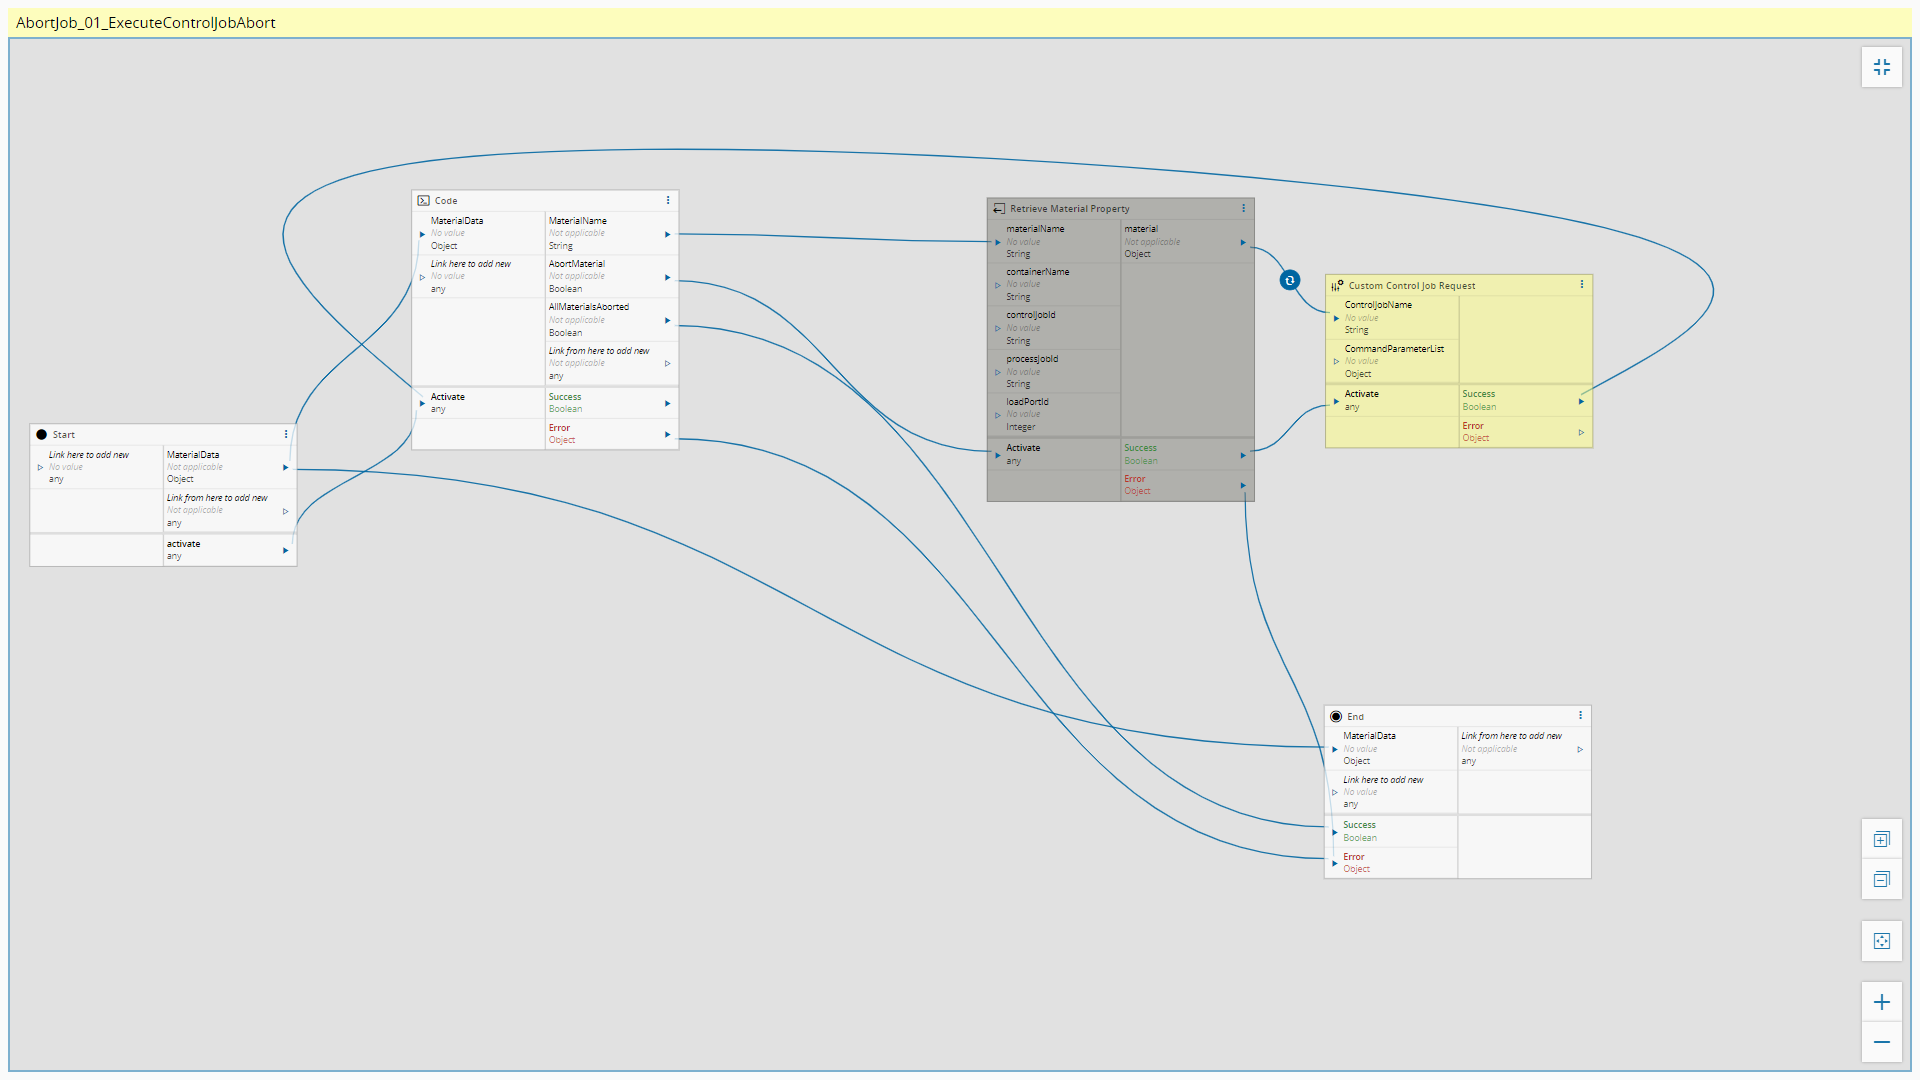 AbortJob_01_ExecuteControlJobAbort
Start
Link here to add new
No value
any
MaterialData
Not applicable
Object
Link from here to add new
Not applicable
any
activate
any
Code
MaterialData
No value
Object
Link here to add new
No value
any
MaterialName
Not applicable
String
AbortMaterial
Not applicable
Boolean
AllMaterialsAborted
Not applicable
Boolean
Link from here to add new
Not applicable
any
Activate
any
Success
Boolean
Error
Object
Retrieve Material Property
materialName
No value
String
containerName
No value
String
controlJobId
No value
String
processJobId
No value
String
loadPortId
No value
Integer
material
Not applicable
Object
Activate
any
Success
Boolean
Error
Object
Custom Control Job Request
ControlJobName
No value
String
CommandParameterList
No value
Object
Activate
any
Success
Boolean
Error
Object
End
MaterialData
No value
Object
Link here to add new
No value
any
Link from here to add new
Not applicable
any
Success
Boolean
Error
Object